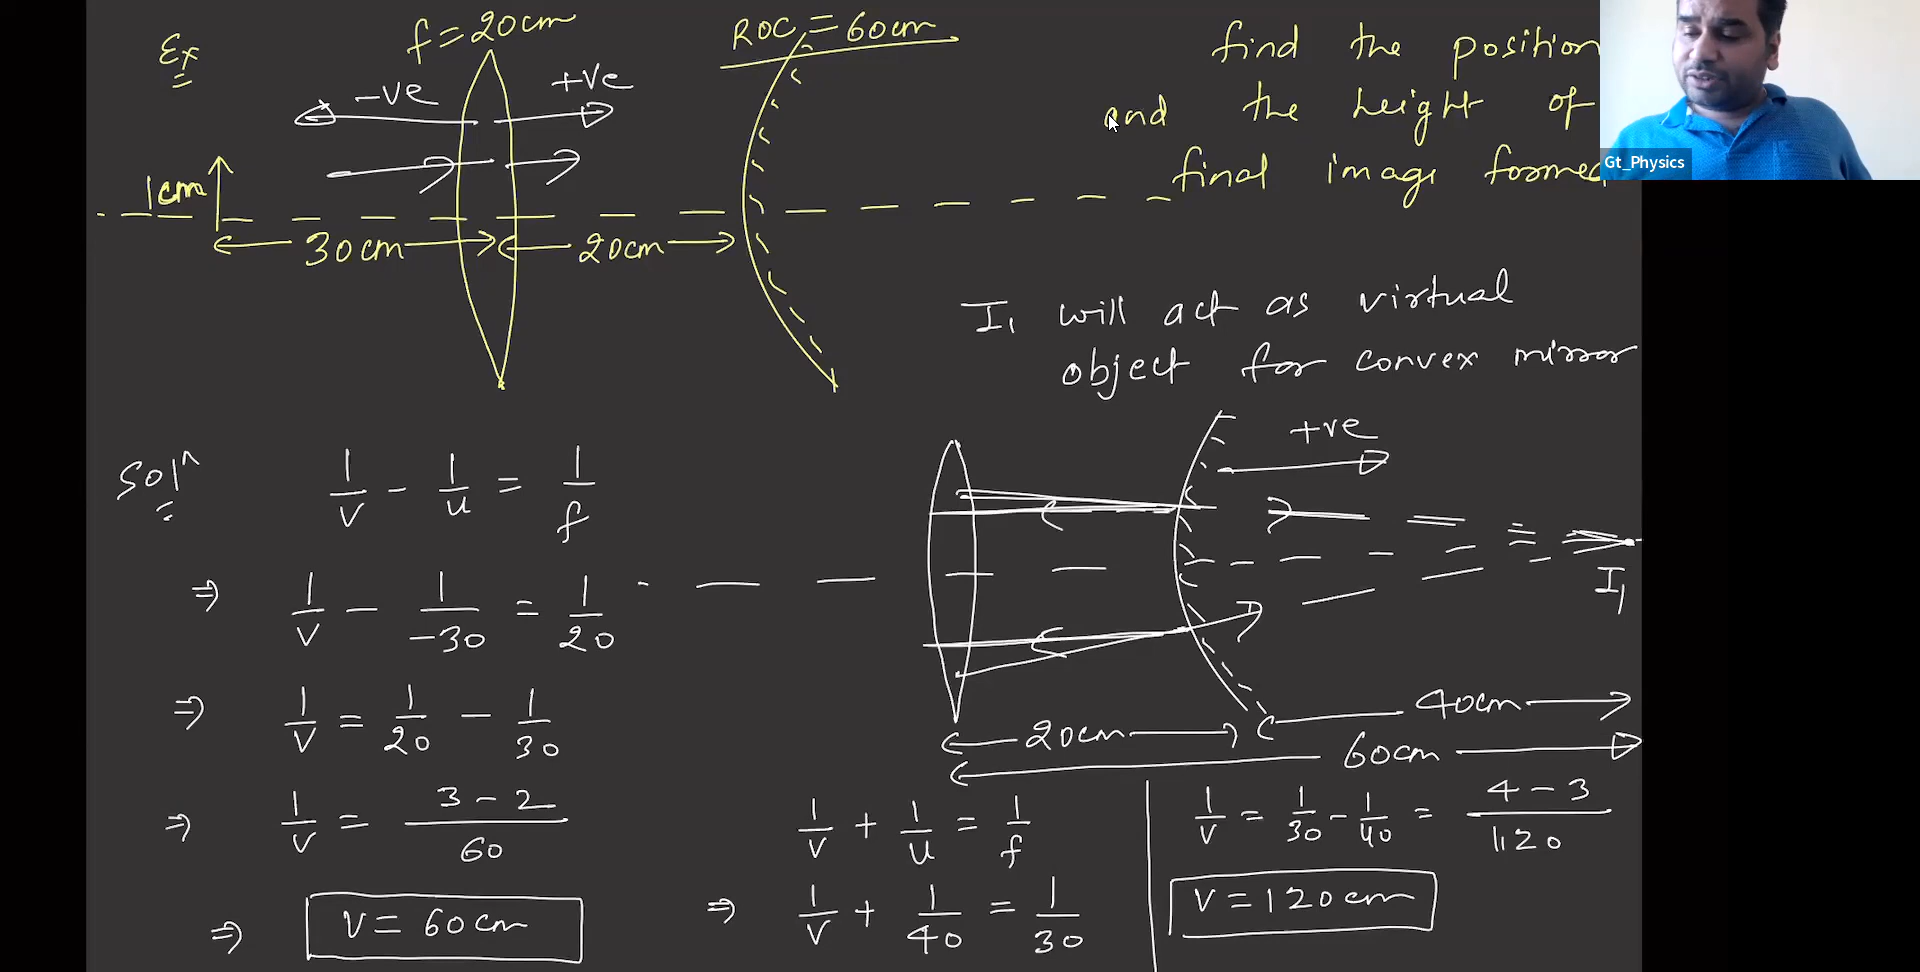 Ex
f = 20cm
ROC = 60cm
find the position
and the height of
final image formed
-ve
+ve
1cm
30cm
20cm
I₁ will act as virtual
object for convex mirror
Solⁿ
1/v - 1/u = 1/f
⇒ 1/v - 1/-30 = 1/20
⇒ 1/v = 1/20 - 1/30
⇒ 1/v = 3 - 2/60
⇒ v = 60cm
+ve
I₁
20cm
40cm
60cm
1/v + 1/u = 1/f
⇒ 1/v + 1/40 = 1/30
1/v = 1/30 - 1/40 = 4 - 3/120
v = 120cm
Gt_Physics